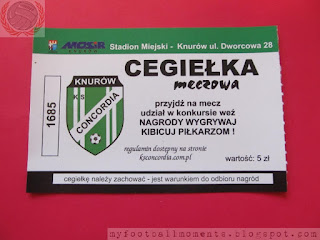 MOSiR Stadion Miejski - Knurów ul. Dworcowa 28
KNURÓW
KS
CONCORDIA
1685
CEGIEŁKA
meczowa
przyjdź na mecz
udział w konkursie weź
NAGRODY WYGRYWAJ
KIBICUJ PIŁKARZOM !
regulamin dostępny na stronie
ksconcordia.com.pl
wartość: 5 zł
cegiełkę należy zachować - jest warunkiem do odbioru nagród
myfootballmoments.blogspot.com